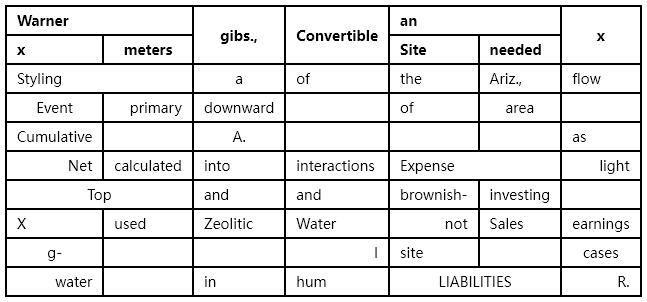 Warner gibs., Convertible an x
x meters Site needed
Styling a of the Ariz., flow
Event primary downward of area
Cumulative A. as
Net calculated into interactions Expense light
Top and and brownish- investing
X used Zeolitic Water not Sales earnings
g- l site cases
water in hum LIABILITIES R.